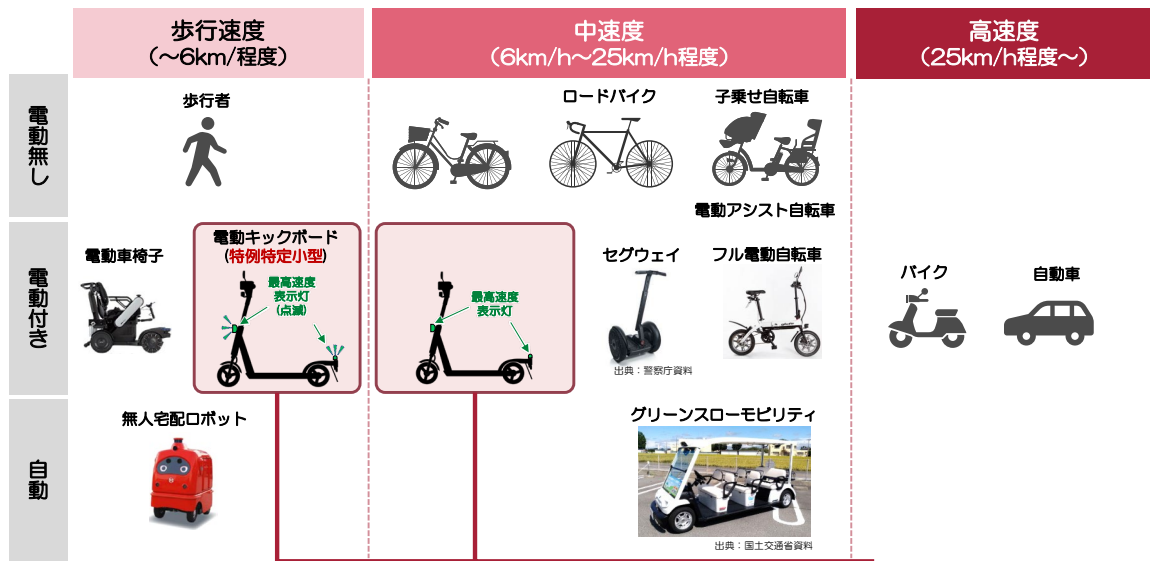 歩行速度
(～6km/程度)
中速度
(6km/h～25km/h程度)
高速度
(25km/h程度～)
電動無し
歩行者
ロードバイク
子乗せ自転車
電動アシスト自転車
電動付き
電動車椅子
電動キックボード
(特例特定小型)
最高速度
表示灯
(点滅)
最高速度
表示灯
セグウェイ
出典：警察庁資料
フル電動自転車
バイク
自動車
自動
無人宅配ロボット
グリーンスローモビリティ
出典：国土交通省資料